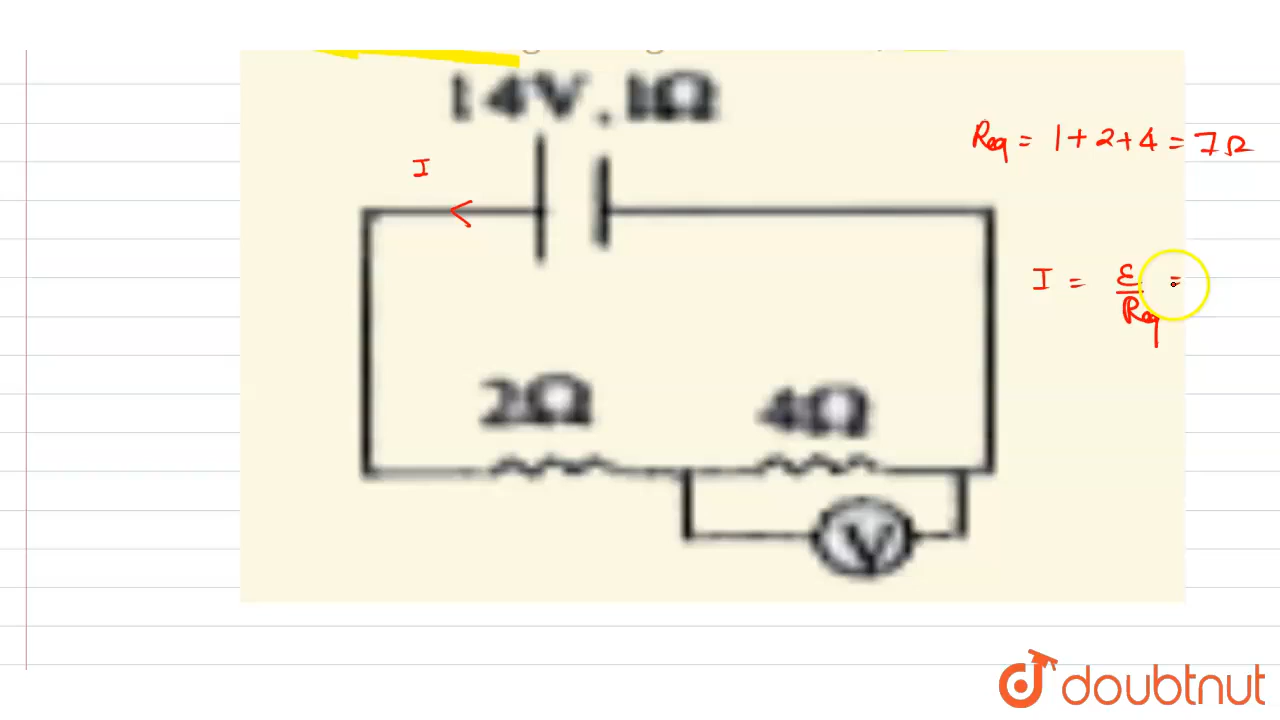 14V, 1Ω
I
Req = 1 + 2 + 4 = 7Ω
I = ε/Req =
2Ω
4Ω
V
doubtnut